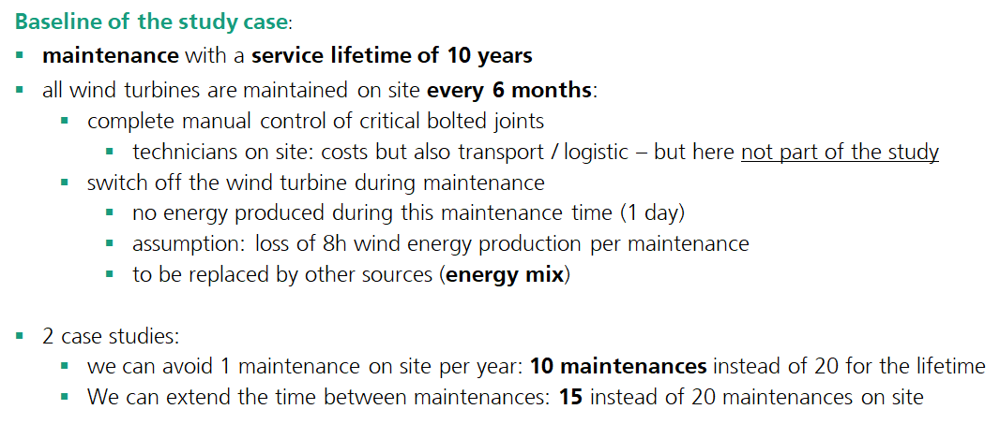 Baseline of the study case:
▪ maintenance with a service lifetime of 10 years
▪ all wind turbines are maintained on site every 6 months:
▪ complete manual control of critical bolted joints
▪ technicians on site: costs but also transport / logistic – but here not part of the study
▪ switch off the wind turbine during maintenance
▪ no energy produced during this maintenance time (1 day)
▪ assumption: loss of 8h wind energy production per maintenance
▪ to be replaced by other sources (energy mix)
▪ 2 case studies:
▪ we can avoid 1 maintenance on site per year: 10 maintenances instead of 20 for the lifetime
▪ We can extend the time between maintenances: 15 instead of 20 maintenances on site